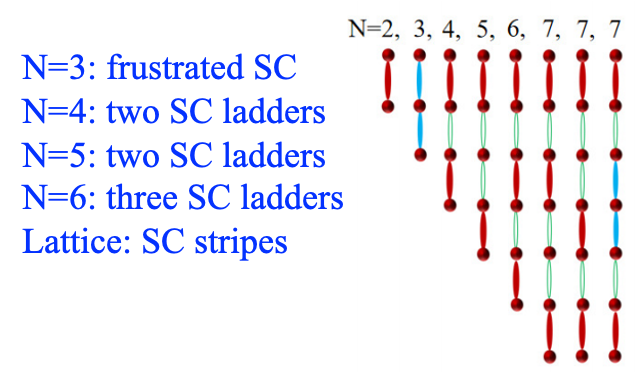 N=2, 3, 4, 5, 6, 7, 7, 7
N=3: frustrated SC
N=4: two SC ladders
N=5: two SC ladders
N=6: three SC ladders
Lattice: SC stripes